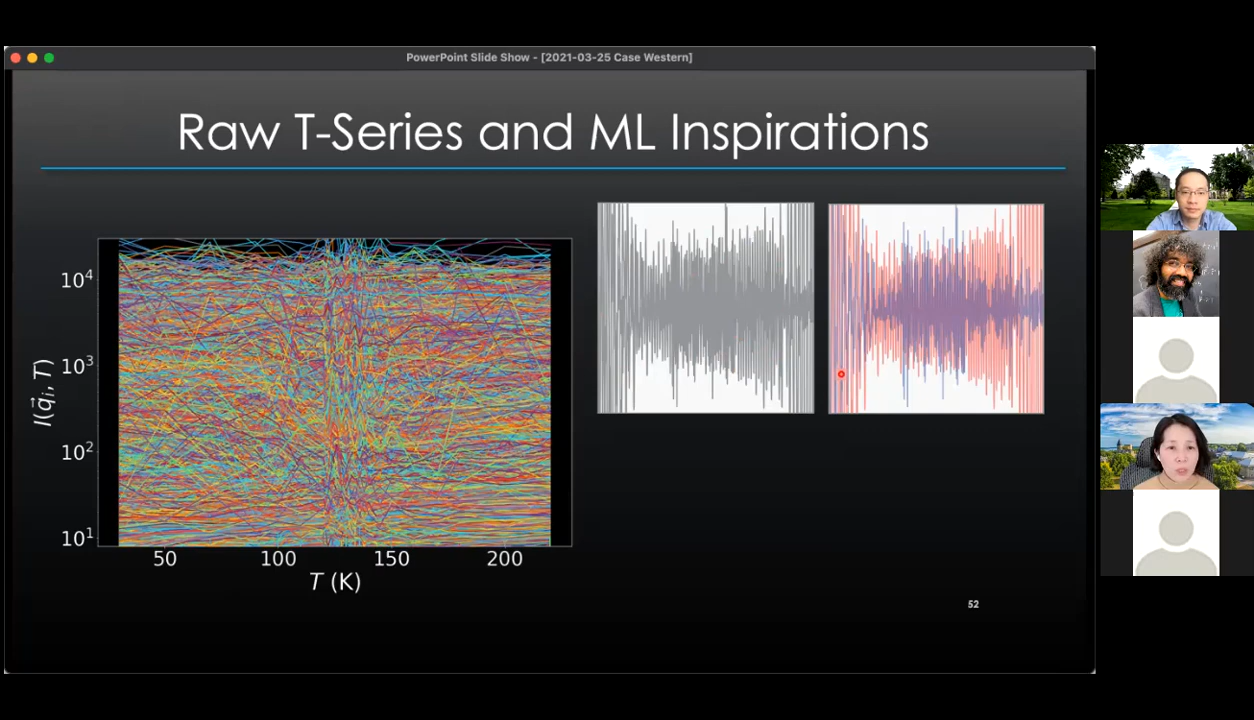 PowerPoint Slide Show - [2021-03-25 Case Western]
Raw T-Series and ML Inspirations
10⁴
10³
10²
10¹
I(q⃗ᵢ, T)
50 100 150 200
T (K)
52